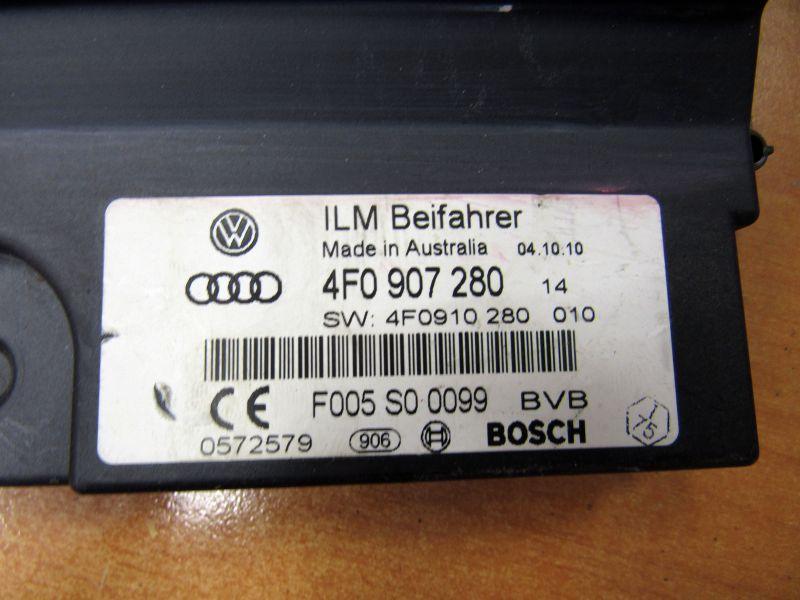 ILM Beifahrer
Made in Australia 04.10.10
4F0 907 280 14
SW: 4F0910 280 010
CE F005 S0 0099 BVB
0572579 906 BOSCH